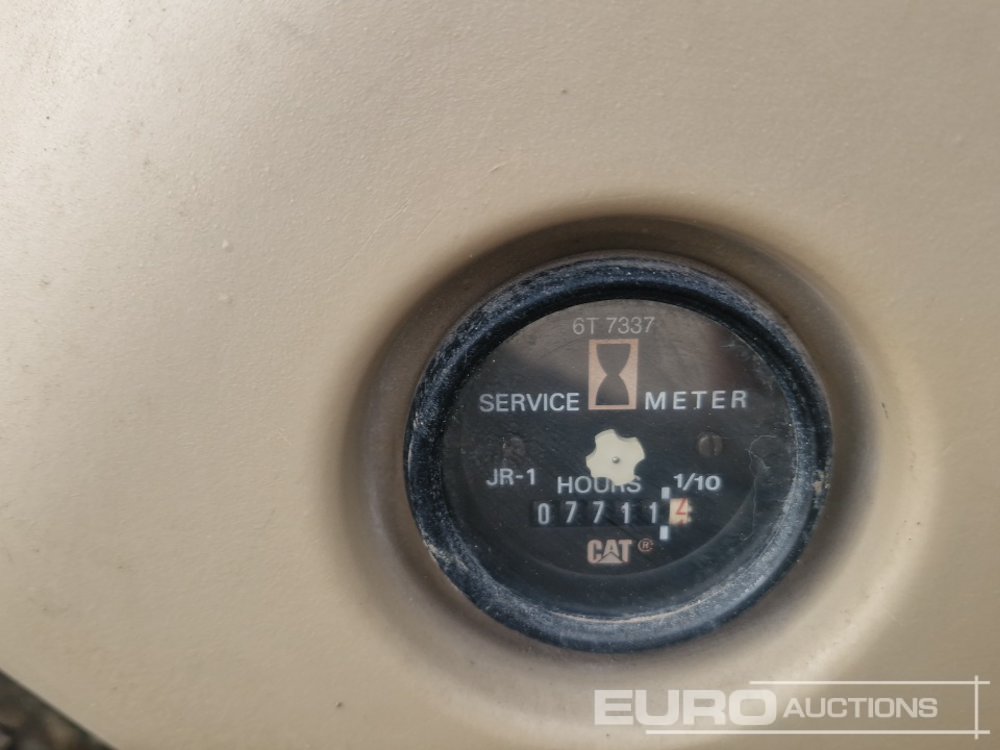 6T 7337
SERVICE METER
JR-1 HOURS 1/10
077114
CAT®
EURO AUCTIONS